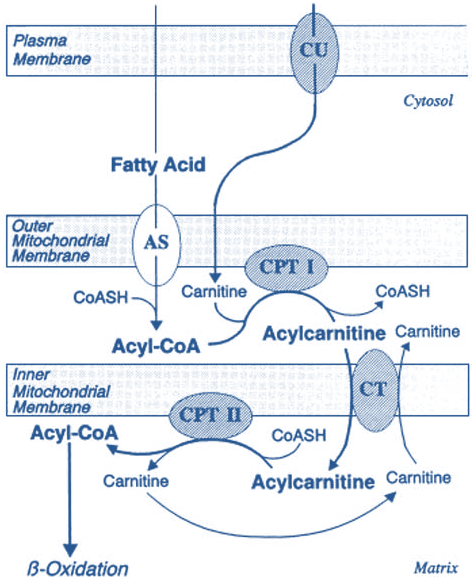 Plasma
Membrane
CU
Cytosol
Fatty Acid
Outer
Mitochondrial
Membrane
AS
CPT I
CoASH
Carnitine
CoASH
Acyl-CoA
Acylcarnitine
Carnitine
Inner
Mitochondrial
Membrane
CT
CPT II
Acyl-CoA
CoASH
Carnitine
Acylcarnitine
Carnitine
ß-Oxidation
Matrix